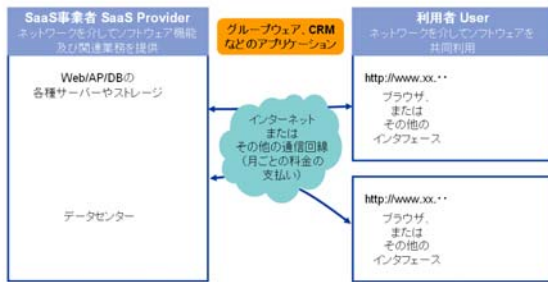 SaaS事業者 SaaS Provider
ネットワークを介してソフトウェア機能
及び関連業務を提供
Web/AP/DBの
各種サーバーやストレージ
データセンター
グループウェア、CRM
などのアプリケーション
インターネット
または
その他の通信回線
(月ごとの料金の
支払い)
利用者 User
ネットワークを介してソフトウェアを
共同利用
http://www.xx.・・
ブラウザ、
または
その他の
インタフェース
http://www.xx.・・
ブラウザ、
または
その他の
インタフェース